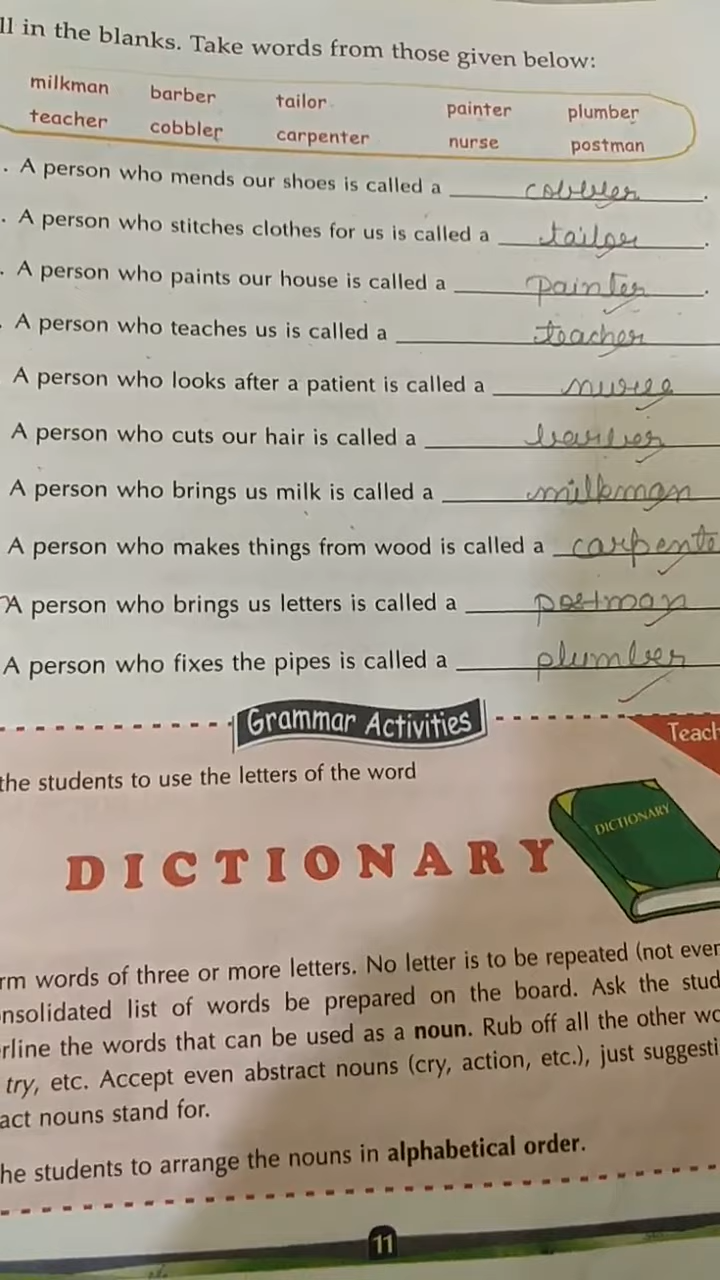 ll in the blanks. Take words from those given below:
milkman barber tailor painter plumber
teacher cobbler carpenter nurse postman
. A person who mends our shoes is called a cobbler.
. A person who stitches clothes for us is called a tailor.
. A person who paints our house is called a painter.
. A person who teaches us is called a teacher
A person who looks after a patient is called a nurse
A person who cuts our hair is called a barber
A person who brings us milk is called a milkman
A person who makes things from wood is called a carpente
A person who brings us letters is called a postman
A person who fixes the pipes is called a plumber
Grammar Activities
Teach
the students to use the letters of the word
DICTIONARY
DICTIONARY
rm words of three or more letters. No letter is to be repeated (not ever
nsolidated list of words be prepared on the board. Ask the stud
rline the words that can be used as a noun. Rub off all the other wo
try, etc. Accept even abstract nouns (cry, action, etc.), just suggesti
act nouns stand for.
he students to arrange the nouns in alphabetical order.
11